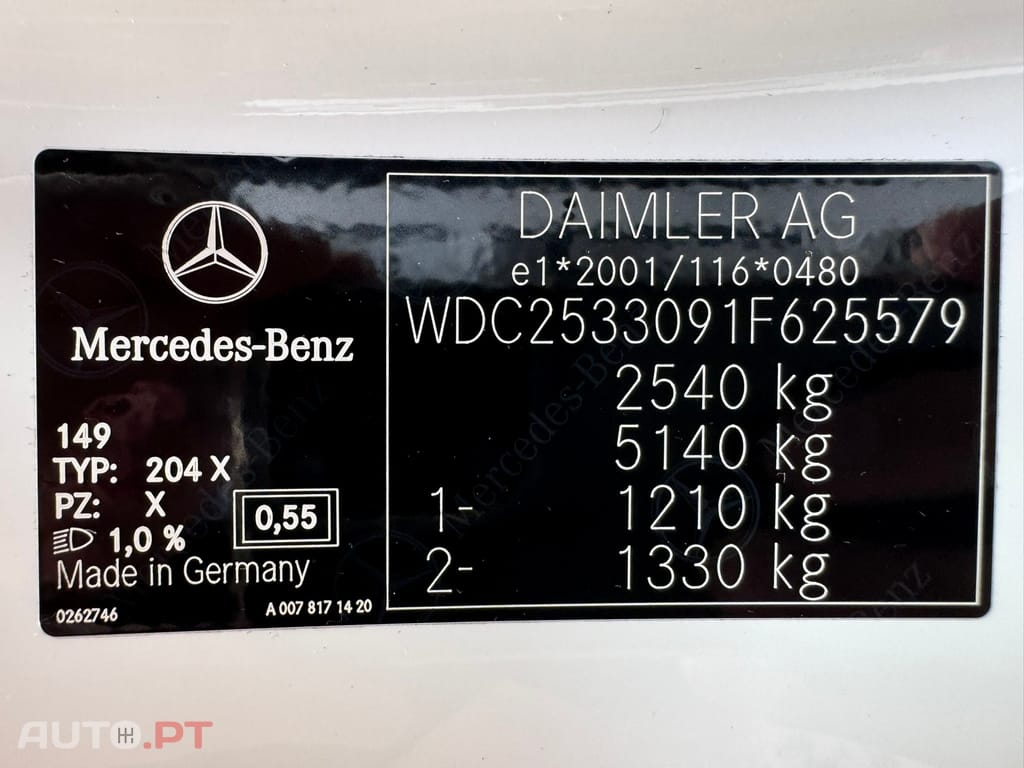 Mercedes-Benz
149
TYP: 204 X
PZ: X
1,0 %
0,55
Made in Germany
0262746
A 007 817 14 20
DAIMLER AG
e1*2001/116*0480
WDC2533091F625579
2540 kg
5140 kg
1- 1210 kg
2- 1330 kg
AUTO.PT